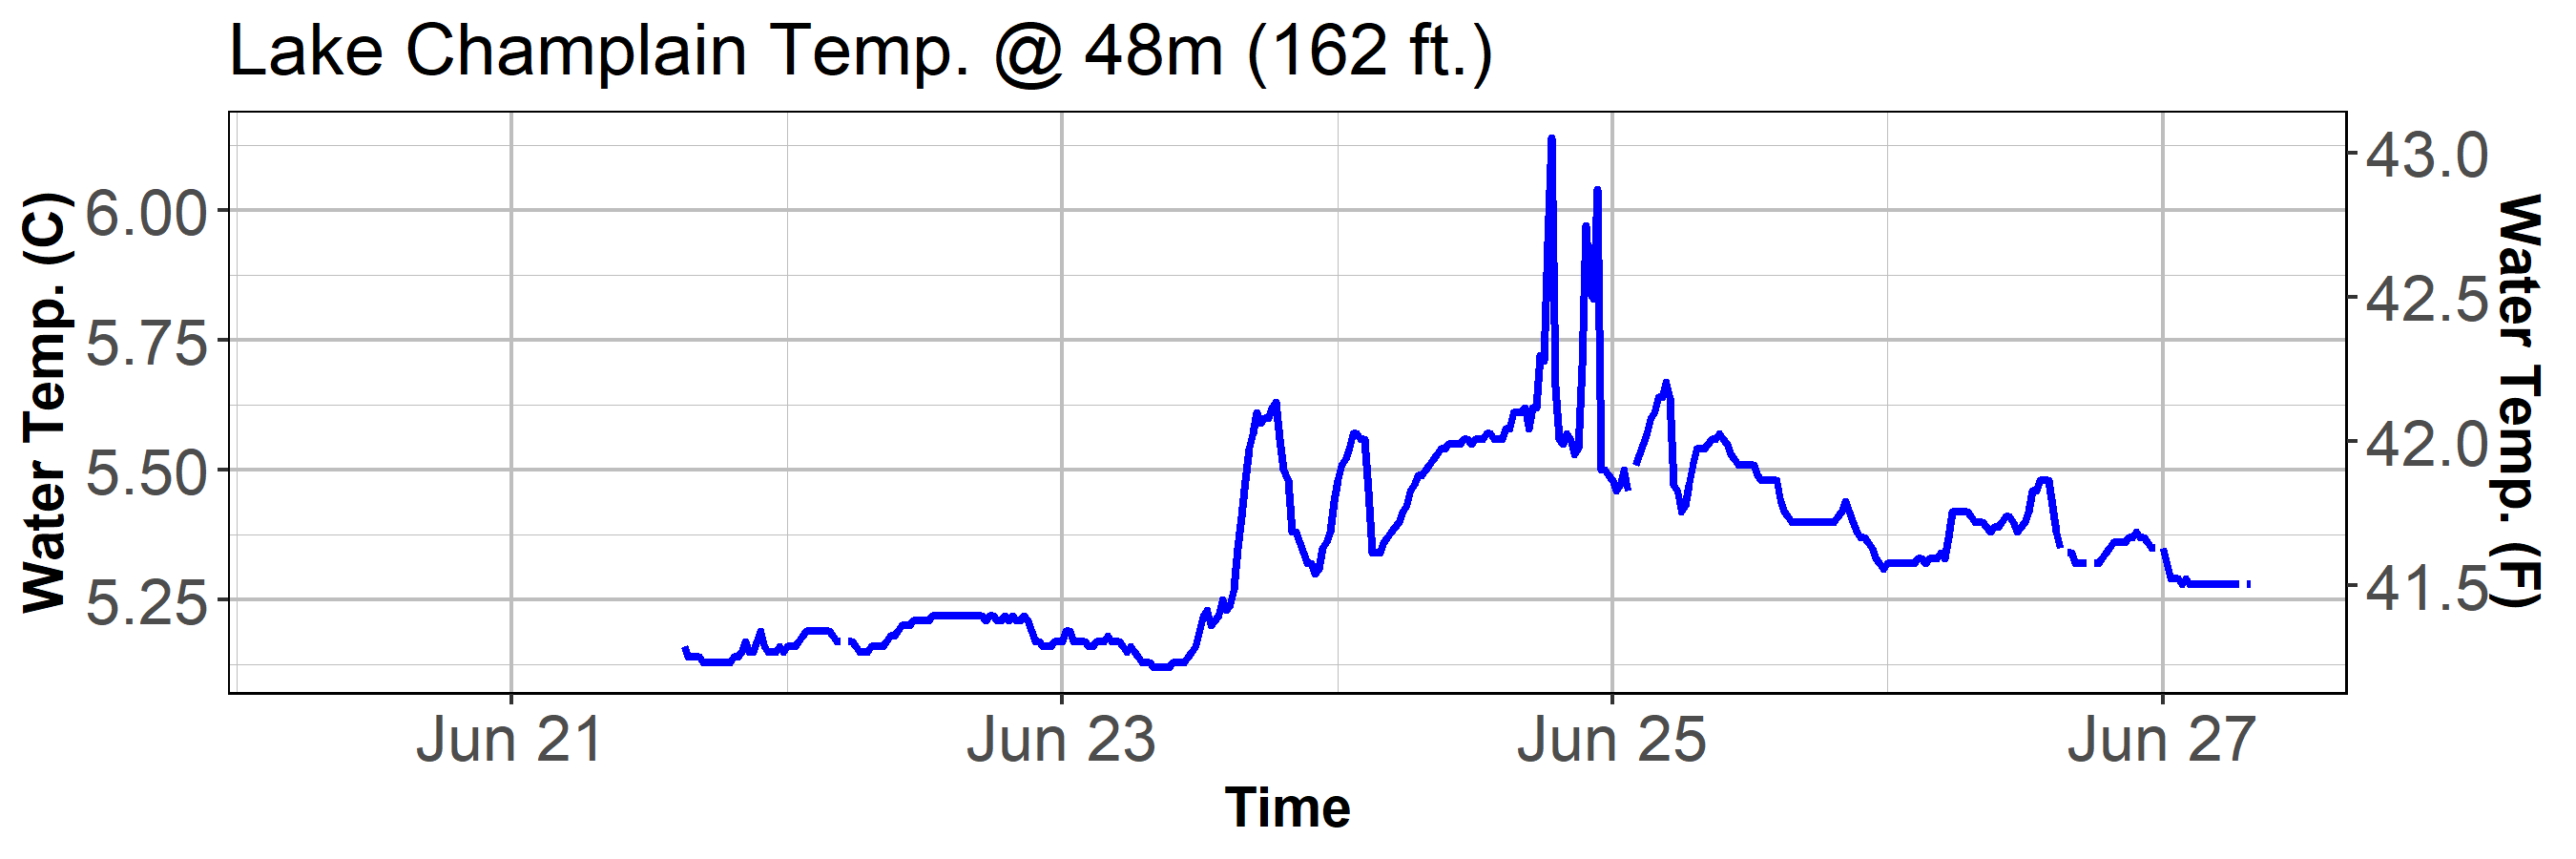 Lake Champlain Temp. @ 48m (162 ft.)
Water Temp. (C)
6.00
5.75
5.50
5.25
43.0
42.5
42.0
41.5
Water Temp. (F)
Jun 21 Jun 23 Jun 25 Jun 27
Time